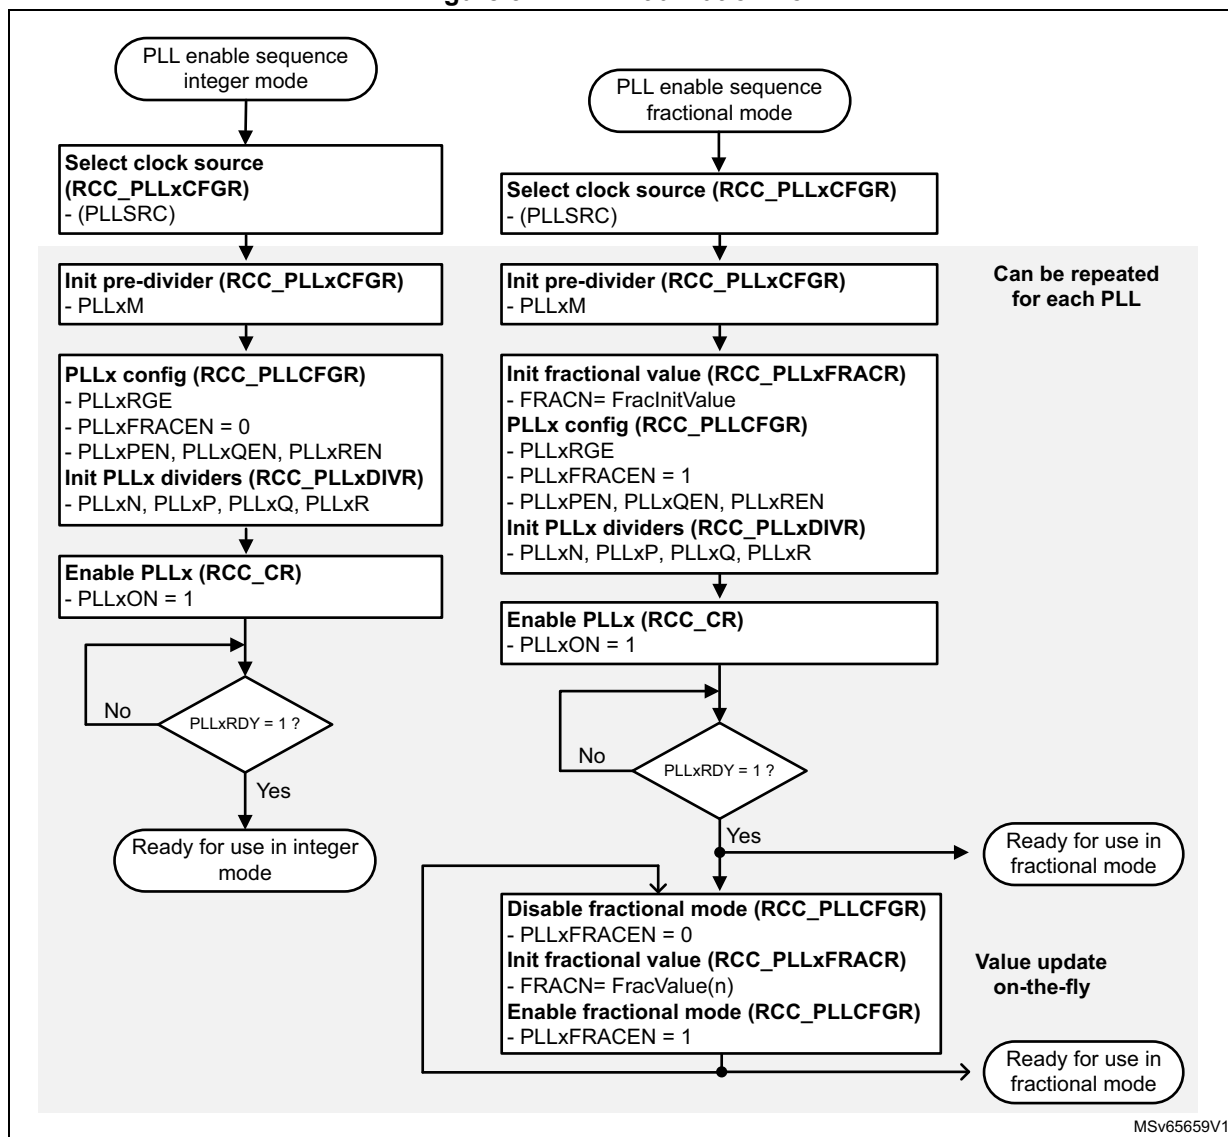 PLL enable sequence
integer mode
Select clock source
(RCC_PLLxCFGR)
- (PLLSRC)
Init pre-divider (RCC_PLLxCFGR)
- PLLxM
PLLx config (RCC_PLLCFGR)
- PLLxRGE
- PLLxFRACEN = 0
- PLLxPEN, PLLxQEN, PLLxREN
Init PLLx dividers (RCC_PLLxDIVR)
- PLLxN, PLLxP, PLLxQ, PLLxR
Enable PLLx (RCC_CR)
- PLLxON = 1
No
PLLxRDY = 1 ?
Yes
Ready for use in integer
mode
PLL enable sequence
fractional mode
Select clock source (RCC_PLLxCFGR)
- (PLLSRC)
Init pre-divider (RCC_PLLxCFGR)
- PLLxM
Can be repeated
for each PLL
Init fractional value (RCC_PLLxFRACR)
- FRACN= FracInitValue
PLLx config (RCC_PLLCFGR)
- PLLxRGE
- PLLxFRACEN = 1
- PLLxPEN, PLLxQEN, PLLxREN
Init PLLx dividers (RCC_PLLxDIVR)
- PLLxN, PLLxP, PLLxQ, PLLxR
Enable PLLx (RCC_CR)
- PLLxON = 1
No
PLLxRDY = 1 ?
Yes
Ready for use in
fractional mode
Disable fractional mode (RCC_PLLCFGR)
- PLLxFRACEN = 0
Init fractional value (RCC_PLLxFRACR)
- FRACN= FracValue(n)
Enable fractional mode (RCC_PLLCFGR)
- PLLxFRACEN = 1
Value update
on-the-fly
Ready for use in
fractional mode
MSv65659V1